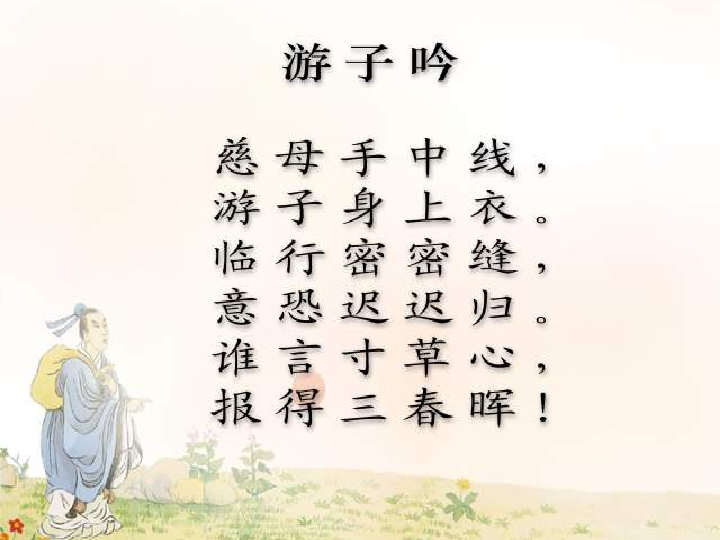 游子吟
慈母手中线，
游子身上衣。
临行密密缝，
意恐迟迟归。
谁言寸草心，
报得三春晖！